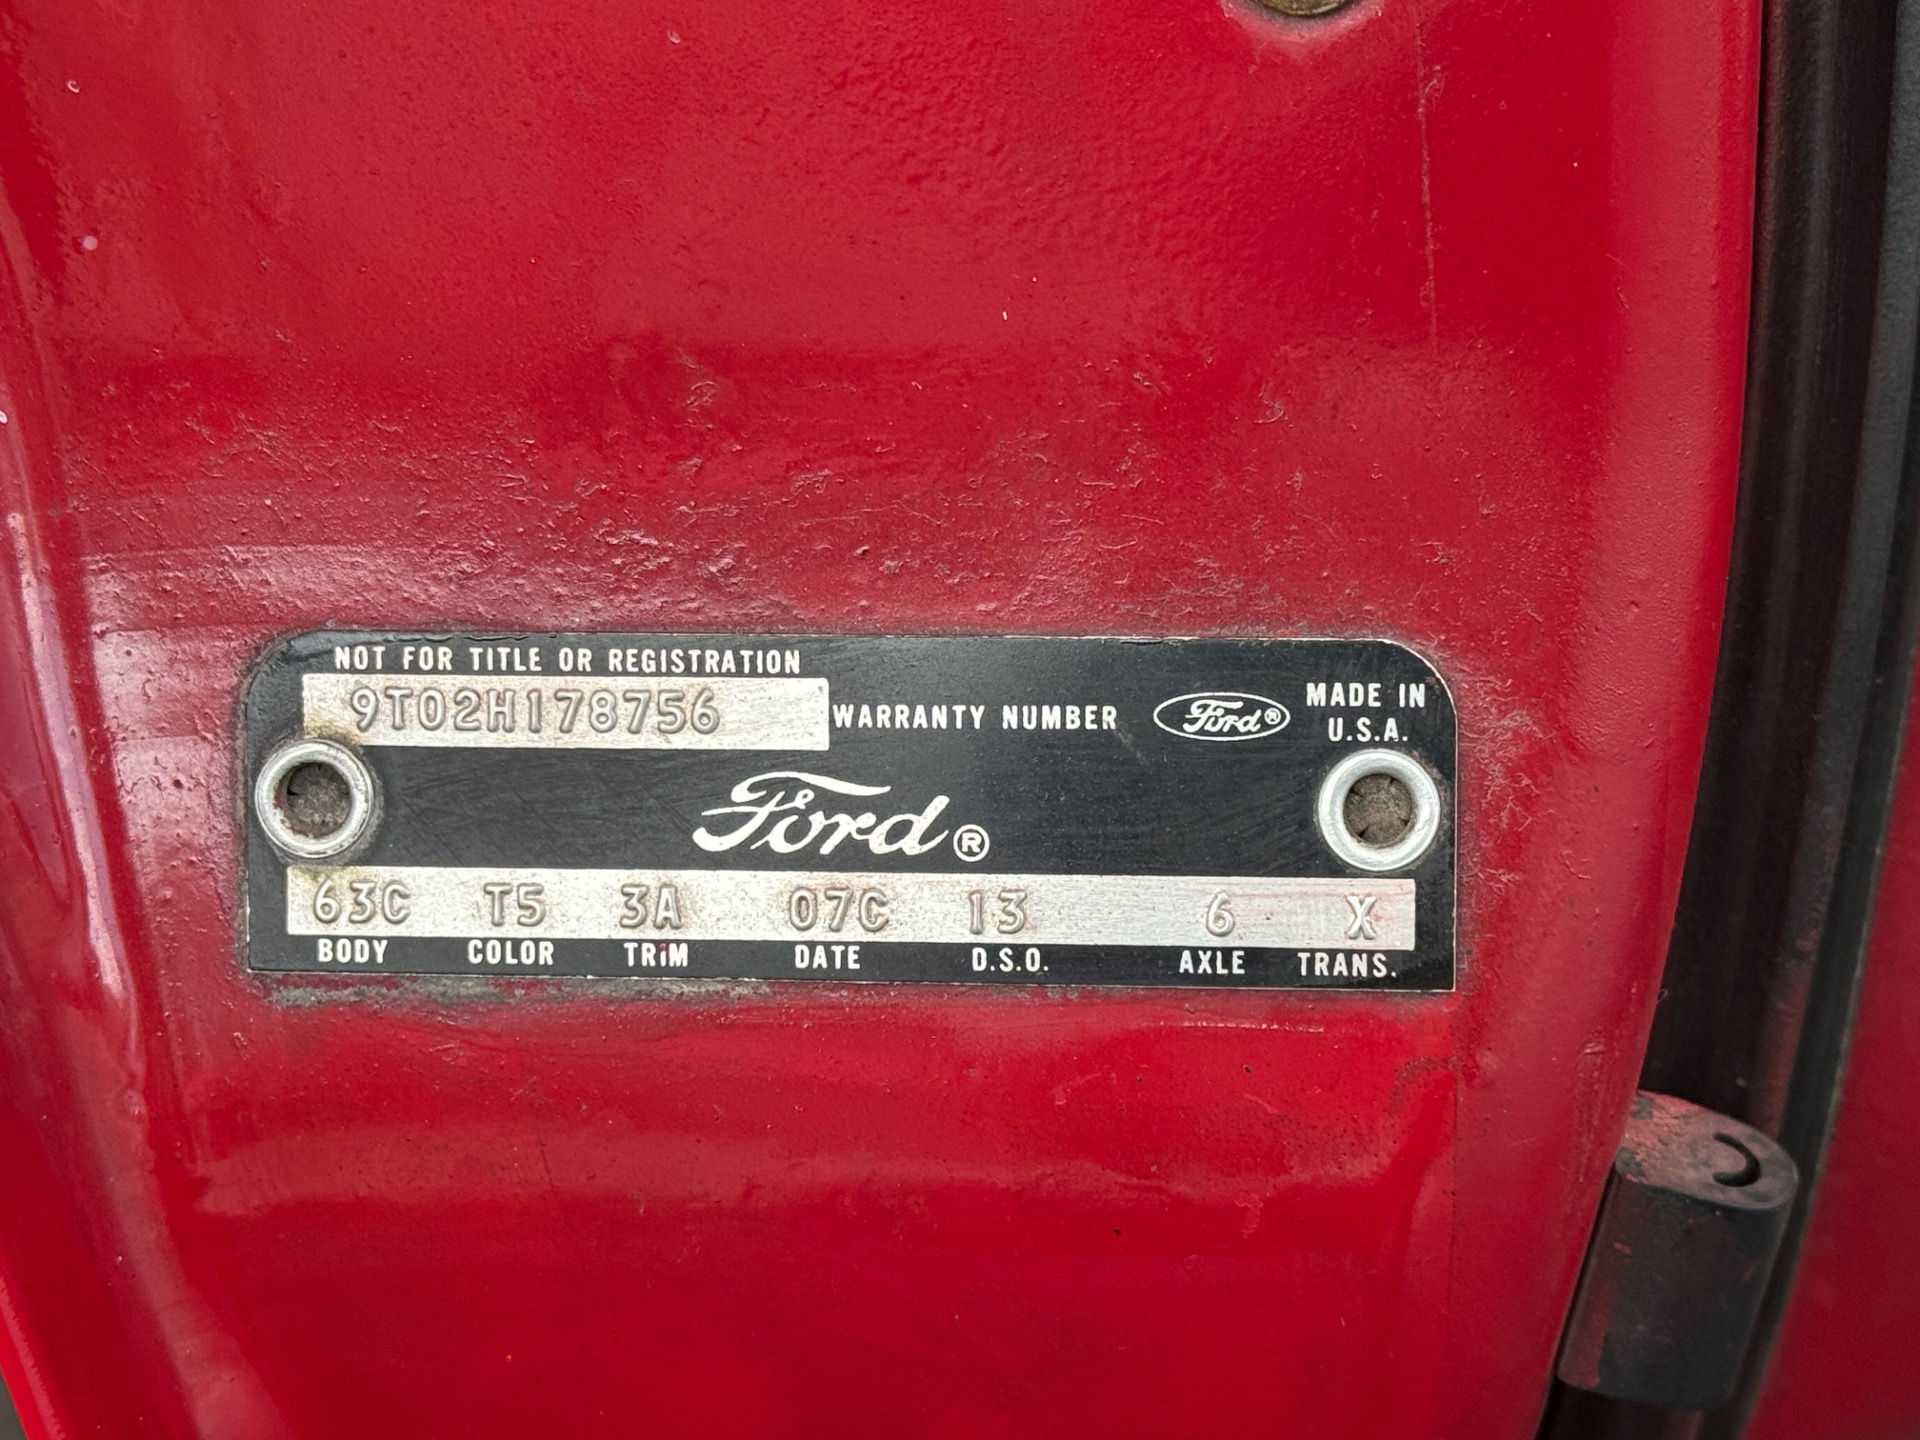 NOT FOR TITLE OR REGISTRATION
9T02H178756 WARRANTY NUMBER Ford® MADE IN U.S.A.
Ford®
63C T5 3A 07C 13 6 X
BODY COLOR TRIM DATE D.S.O. AXLE TRANS.